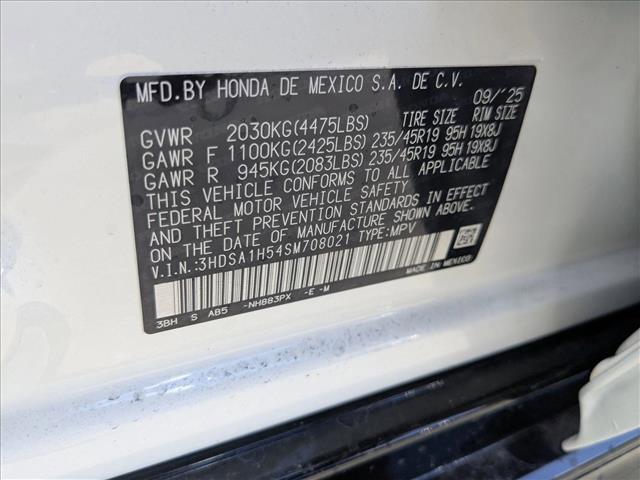 MFD.BY HONDA DE MEXICO S.A. DE C.V.
09/'25
TIRE SIZE RIM SIZE
GVWR 2030KG(4475LBS)
GAWR F 1100KG(2425LBS) 235/45R19 95H 19X8J
GAWR R 945KG(2083LBS) 235/45R19 95H 19X8J
THIS VEHICLE CONFORMS TO ALL APPLICABLE
FEDERAL MOTOR VEHICLE SAFETY
AND THEFT PREVENTION STANDARDS IN EFFECT
ON THE DATE OF MANUFACTURE SHOWN ABOVE.
V.I.N.:3HDSA1H54SM708021 TYPE:MPV
MADE IN MEXICO
3BH S AB5 -NH883PX -E -M